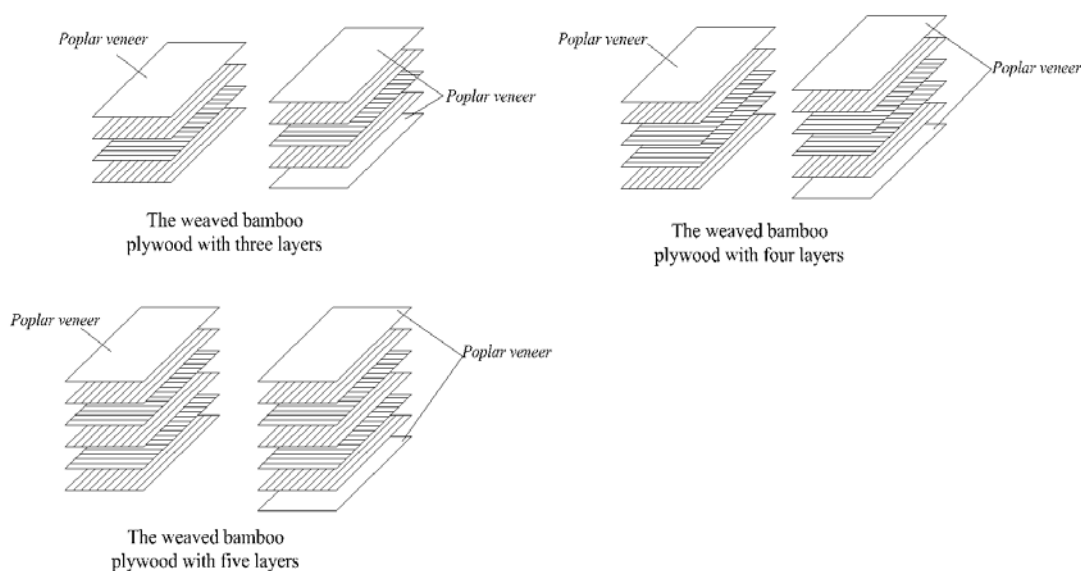 Poplar veneer
Poplar veneer
The weaved bamboo
plywood with three layers
Poplar veneer
Poplar veneer
The weaved bamboo
plywood with four layers
Poplar veneer
Poplar veneer
The weaved bamboo
plywood with five layers